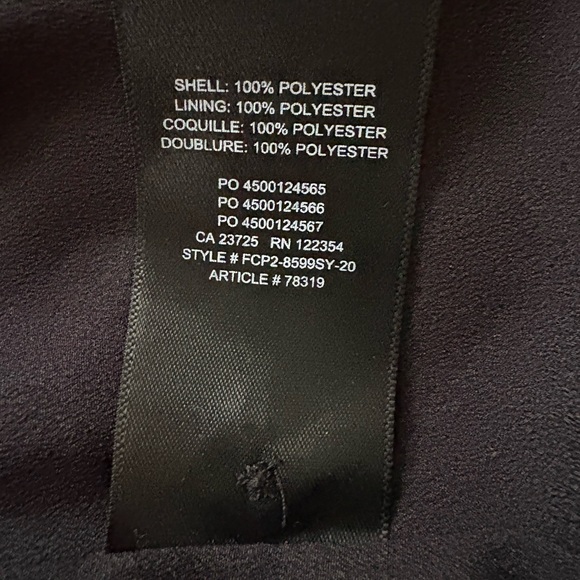 SHELL: 100% POLYESTER
LINING: 100% POLYESTER
COQUILLE: 100% POLYESTER
DOUBLURE: 100% POLYESTER
PO 4500124565
PO 4500124566
PO 4500124567
CA 23725 RN 122354
STYLE # FCP2-8599SY-20
ARTICLE # 78319